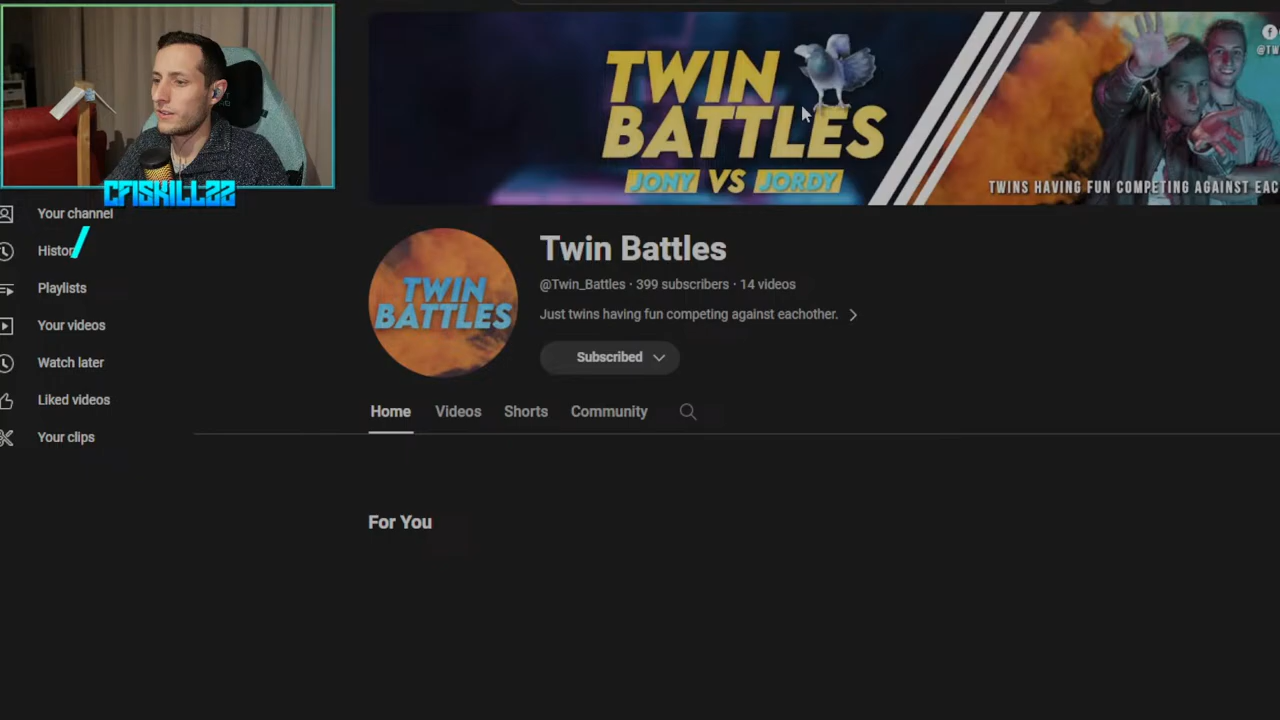 TWIN
BATTLES
JONY VS JORDY
@TW
TWINS HAVING FUN COMPETING AGAINST EAC
CFISKILLZZ
Your channel
Histor
Playlists
Your videos
Watch later
Liked videos
Your clips
TWIN
BATTLES
Twin Battles
@Twin_Battles · 399 subscribers · 14 videos
Just twins having fun competing against eachother.
Subscribed
Home Videos Shorts Community
For You